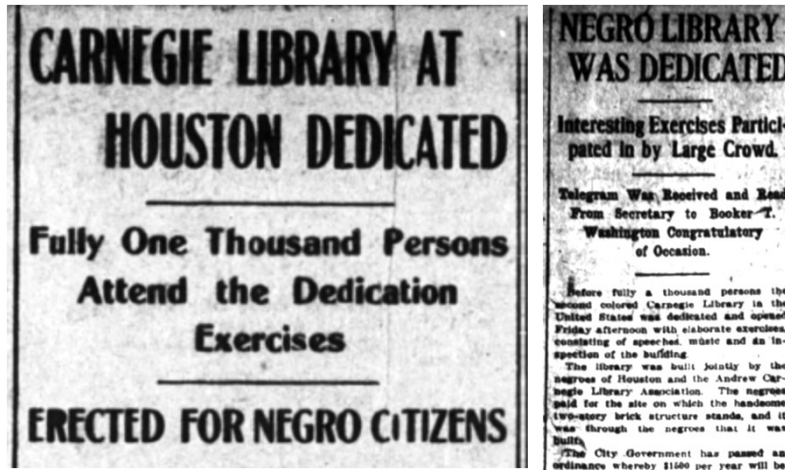 CARNEGIE LIBRARY AT
HOUSTON DEDICATED
Fully One Thousand Persons
Attend the Dedication
Exercises
ERECTED FOR NEGRO CITIZENS
NEGRO LIBRARY
WAS DEDICATED
Interesting Exercises Partici-
pated in by Large Crowd.
Telegram Was Received and Read
From Secretary to Booker T.
Washington Congratulatory
of Occasion.
Before fully a thousand persons the
second colored Carnegie Library in the
United States was dedicated and opened
Friday afternoon with elaborate exercises,
consisting of speeches, music and an in-
spection of the building.
The library was built jointly by the
negroes of Houston and the Andrew Car-
negie Library Association. The negroes
paid for the site on which the handsome
two-story brick structure stands, and it
was through the negroes that it was
built.
The City Government has passed an
ordinance whereby $1500 per year will be